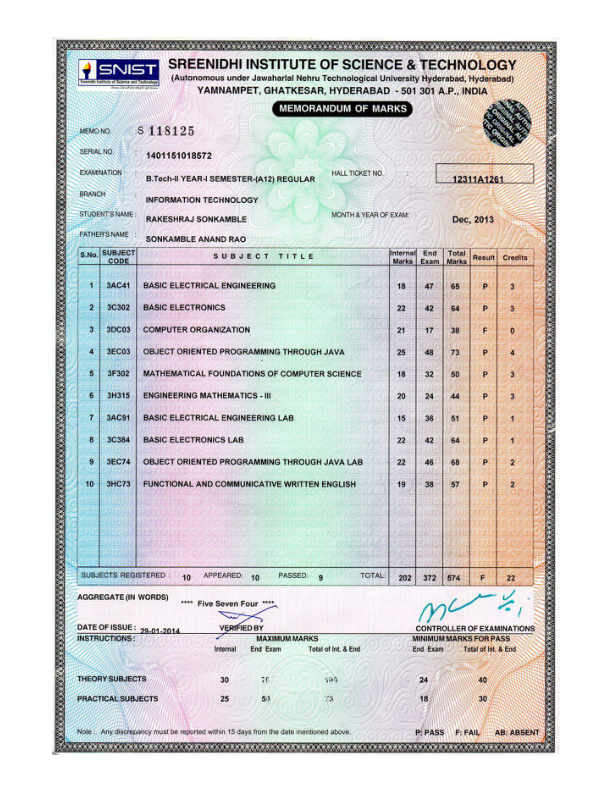 SREENIDHI INSTITUTE OF SCIENCE & TECHNOLOGY
SNIST
Sreenidhi Institute of Science and Technology
(Autonomous under Jawaharlal Nehru Technological University Hyderabad, Hyderabad)
YAMNAMPET, GHATKESAR, HYDERABAD - 501 301 A.P., INDIA
MEMORANDUM OF MARKS
MEMO NO. S 118125
SERIAL NO. : 1401151018572
EXAMINATION : B.Tech-II YEAR-I SEMESTER-(A12) REGULAR HALL TICKET NO. : 12311A1261
BRANCH : INFORMATION TECHNOLOGY
STUDENT'S NAME : RAKESHRAJ SONKAMBLE MONTH & YEAR OF EXAM: Dec, 2013
FATHER'S NAME : SONKAMBLE ANAND RAO
S.No. SUBJECT CODE SUBJECT TITLE Internal Marks End Exam Total Marks Result Credits
1 3AC41 BASIC ELECTRICAL ENGINEERING 18 47 65 P 3
2 3C302 BASIC ELECTRONICS 22 42 64 P 3
3 3DC03 COMPUTER ORGANIZATION 21 17 38 F 0
4 3EC03 OBJECT ORIENTED PROGRAMMING THROUGH JAVA 25 48 73 P 4
5 3F302 MATHEMATICAL FOUNDATIONS OF COMPUTER SCIENCE 18 32 50 P 3
6 3H315 ENGINEERING MATHEMATICS - III 20 24 44 P 3
7 3AC91 BASIC ELECTRICAL ENGINEERING LAB 15 36 51 P 1
8 3C384 BASIC ELECTRONICS LAB 22 42 64 P 1
9 3EC74 OBJECT ORIENTED PROGRAMMING THROUGH JAVA LAB 22 46 68 P 2
10 3HC73 FUNCTIONAL AND COMMUNICATIVE WRITTEN ENGLISH 19 38 57 P 2
SUBJECTS REGISTERED : 10 APPEARED: 10 PASSED: 9 TOTAL: 202 372 574 F 22
AGGREGATE (IN WORDS) **** Five Seven Four ****
DATE OF ISSUE : 29-01-2014 VERIFIED BY CONTROLLER OF EXAMINATIONS
INSTRUCTIONS : MAXIMUM MARKS MINIMUM MARKS FOR PASS
Internal End Exam Total of Int. & End End Exam Total of Int. & End
THEORY SUBJECTS 30 70 100 24 40
PRACTICAL SUBJECTS 25 50 75 18 30
Note : Any discrepancy must be reported within 15 days from the date mentioned above. P: PASS F: FAIL AB: ABSENT